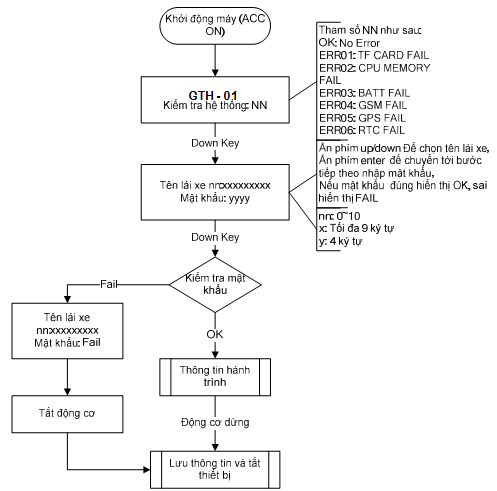 Khởi động máy (ACC
ON)
GTH - 01
Kiểm tra hệ thống: NN
Tham số NN như sau:
OK: No Error
ERR01: TF CARD FAIL
ERR02: CPU MEMORY
FAIL
ERR03: BATT FAIL
ERR04: GSM FAIL
ERR05: GPS FAIL
ERR06: RTC FAIL
Down Key
Tên lái xe nn:xxxxxxxxx
Mật khẩu: yyyy
Ấn phím up/down Để chọn tên lái xe,
Ấn phím enter để chuyển tới bước
tiếp theo nhập mật khẩu,
Nếu mật khẩu đúng hiển thị OK, sai
hiển thị FAIL
nn: 0~10
x: Tối đa 9 ký tự
y: 4 ký tự
Down Key
Kiểm tra mật
khẩu
Fail
OK
Tên lái xe
nn:xxxxxxxxx
Mật khẩu: Fail
Thông tin hành
trình
Tắt động cơ
Động cơ dừng
Lưu thông tin và tắt
thiết bị